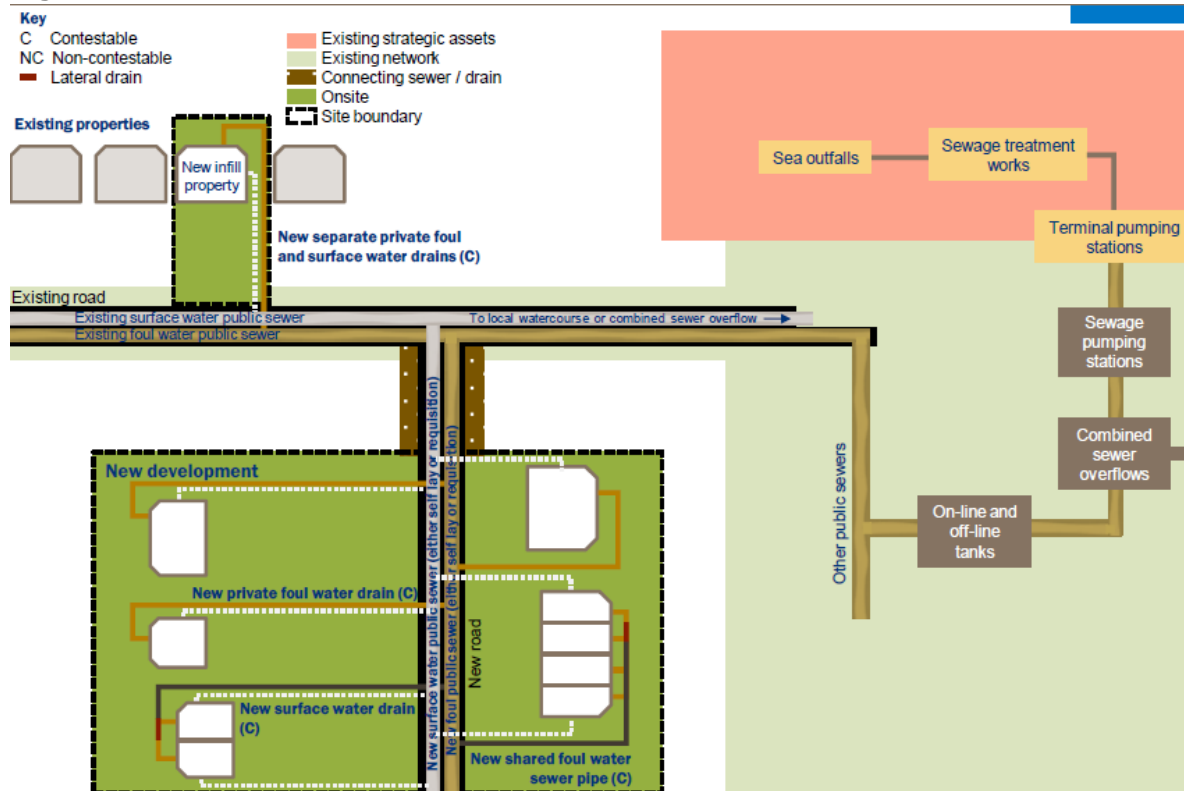 Key
C Contestable
NC Non-contestable
Lateral drain
Existing strategic assets
Existing network
Connecting sewer / drain
Onsite
Site boundary
Existing properties
New infill
property
New separate private foul
and surface water drains (C)
Sea outfalls
Sewage treatment
works
Terminal pumping
stations
Existing road
Existing surface water public sewer
To local watercourse or combined sewer overflow
Existing foul water public sewer
Sewage
pumping
stations
Combined
sewer
overflows
On-line and
off-line
tanks
Other public sewers
New development
New surface water public sewer (either self lay or requisition)
New foul public sewer (either self lay or requisition)
New road
New private foul water drain (C)
New surface water drain
(C)
New shared foul water
sewer pipe (C)